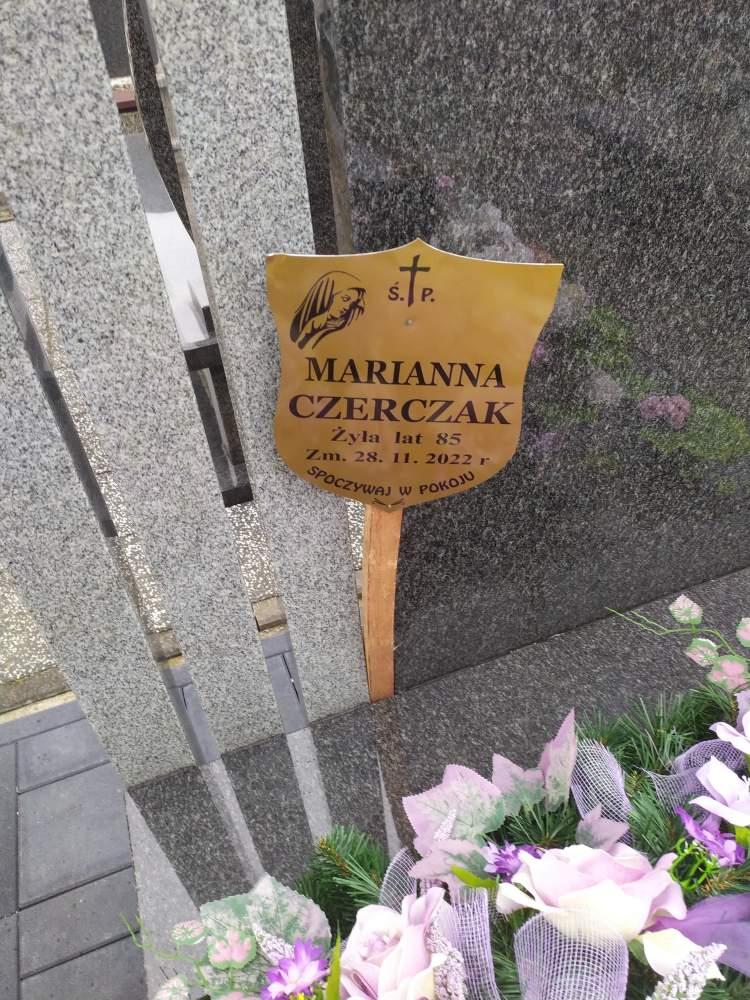 Ś. P.
MARIANNA
CZERCZAK
Żyła lat 85
Zm. 28. 11. 2022 r
SPOCZYWAJ W POKOJU